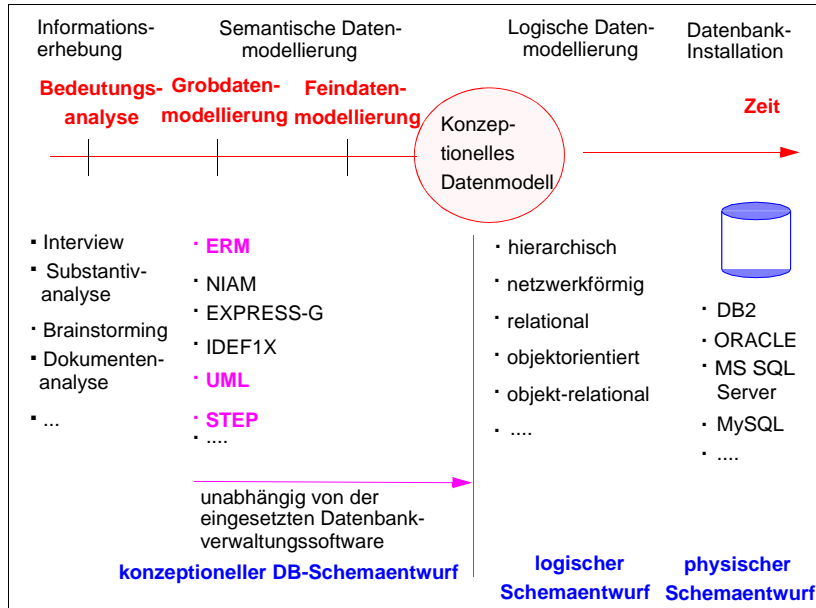 Informations-
erhebung
Semantische Daten-
modellierung
Logische Daten-
modellierung
Datenbank-
Installation
Bedeutungs-
analyse
Grobdaten-
modellierung
Feindaten-
modellierung
Konzep-
tionelles
Datenmodell
Zeit
· Interview
· Substantiv-
analyse
· Brainstorming
· Dokumenten-
analyse
· ...
· ERM
· NIAM
· EXPRESS-G
· IDEF1X
· UML
· STEP
· ....
· hierarchisch
· netzwerkförmig
· relational
· objektorientiert
· objekt-relational
· ....
· DB2
· ORACLE
· MS SQL
Server
· MySQL
· ....
unabhängig von der
eingesetzten Datenbank-
verwaltungssoftware
konzeptioneller DB-Schemaentwurf
logischer
Schemaentwurf
physischer
Schemaentwurf